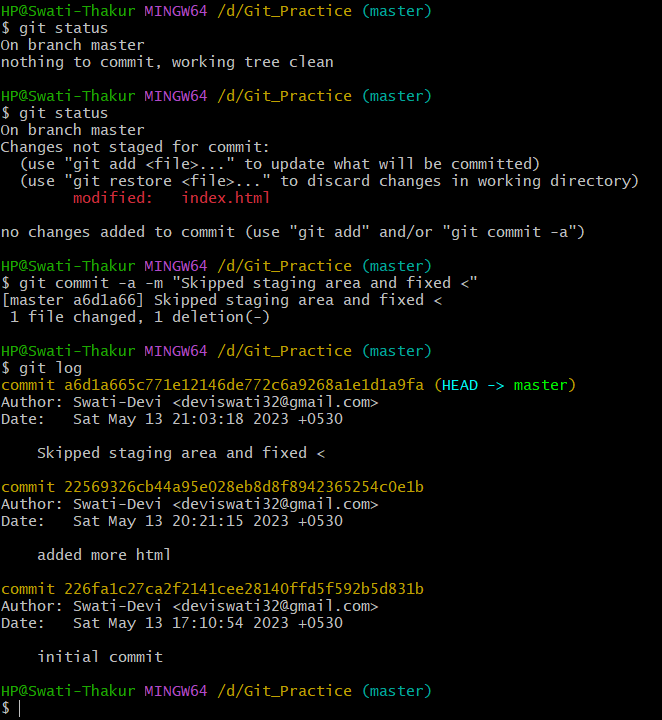 HP@Swati-Thakur MINGW64 /d/Git_Practice (master)
$ git status
On branch master
nothing to commit, working tree clean
HP@Swati-Thakur MINGW64 /d/Git_Practice (master)
$ git status
On branch master
Changes not staged for commit:
  (use "git add <file>..." to update what will be committed)
  (use "git restore <file>..." to discard changes in working directory)
        modified:   index.html
no changes added to commit (use "git add" and/or "git commit -a")
HP@Swati-Thakur MINGW64 /d/Git_Practice (master)
$ git commit -a -m "Skipped staging area and fixed <"
[master a6d1a66] Skipped staging area and fixed <
 1 file changed, 1 deletion(-)
HP@Swati-Thakur MINGW64 /d/Git_Practice (master)
$ git log
commit a6d1a665c771e12146de772c6a9268a1e1d1a9fa (HEAD -> master)
Author: Swati-Devi <deviswati32@gmail.com>
Date:   Sat May 13 21:03:18 2023 +0530
    Skipped staging area and fixed <
commit 22569326cb44a95e028eb8d8f8942365254c0e1b
Author: Swati-Devi <deviswati32@gmail.com>
Date:   Sat May 13 20:21:15 2023 +0530
    added more html
commit 226fa1c27ca2f2141cee28140ffd5f592b5d831b
Author: Swati-Devi <deviswati32@gmail.com>
Date:   Sat May 13 17:10:54 2023 +0530
    initial commit
HP@Swati-Thakur MINGW64 /d/Git_Practice (master)
$